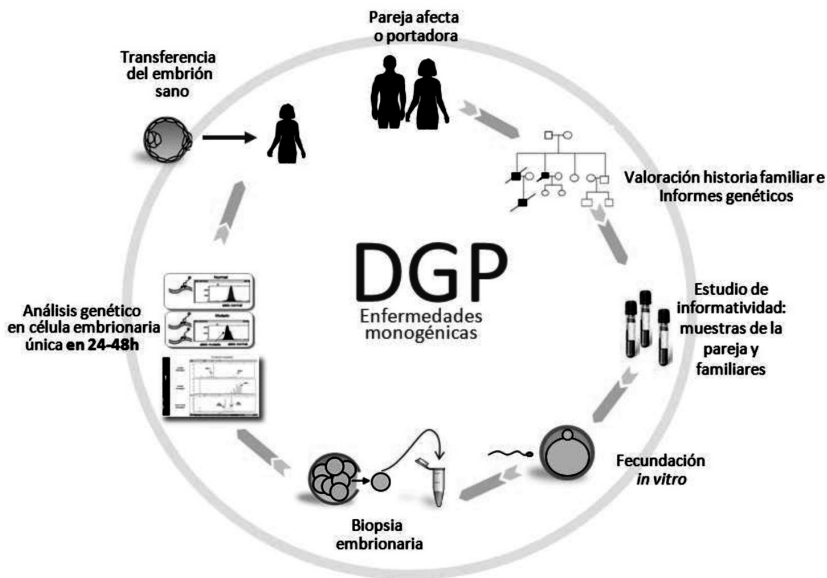 Pareja afecta
o portadora
Valoración historia familiar e
Informes genéticos
Estudio de
informatividad:
muestras de la
pareja y
familiares
Fecundación
in vitro
Biopsia
embrionaria
Análisis genético
en célula embrionaria
única en 24-48h
Transferencia
del embrión
sano
DGP
Enfermedades
monogénicas